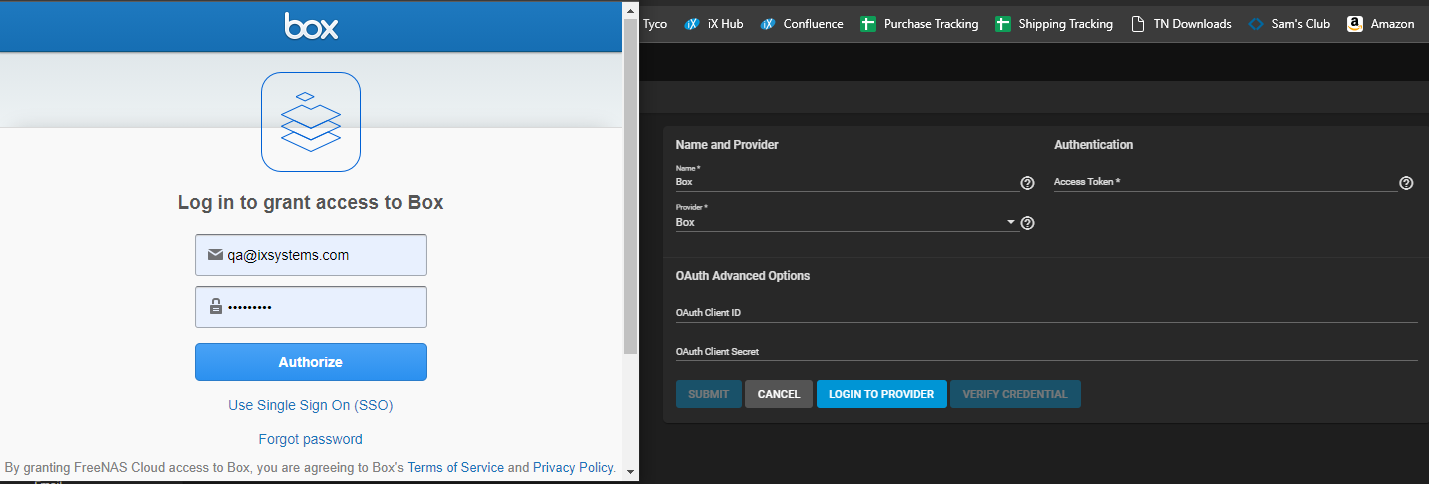 box
Log in to grant access to Box
qa@ixsystems.com
•••••••••
Authorize
Use Single Sign On (SSO)
Forgot password
By granting FreeNAS Cloud access to Box, you are agreeing to Box's Terms of Service and Privacy Policy.
Tyco iX Hub Confluence Purchase Tracking Shipping Tracking TN Downloads Sam's Club Amazon
Name and Provider
Name *
Box
Provider *
Box
Authentication
Access Token *
OAuth Advanced Options
OAuth Client ID
OAuth Client Secret
SUBMIT CANCEL LOGIN TO PROVIDER VERIFY CREDENTIAL